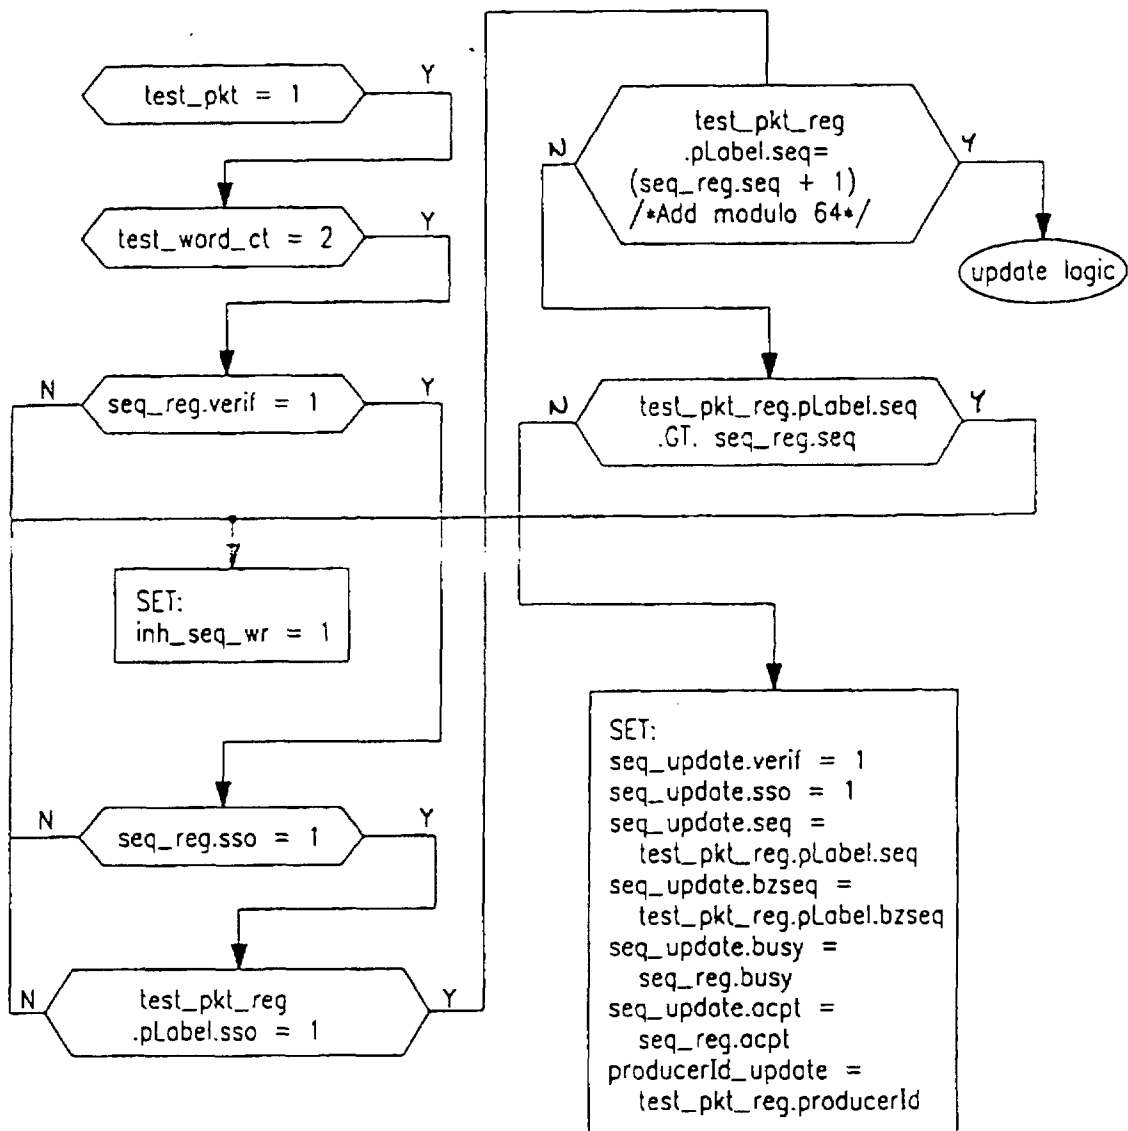 test_pkt = 1
Y
test_word_ct = 2
Y
seq_reg.verif = 1
N
Y
SET:
inh_seq_wr = 1
seq_reg.sso = 1
N
Y
test_pkt_reg
.pLabel.sso = 1
N
Y
test_pkt_reg
.pLabel.seq=
(seq_reg.seq + 1)
/*Add modulo 64*/
N
Y
update logic
test_pkt_reg.pLabel.seq
.GT. seq_reg.seq
N
Y
SET:
seq_update.verif = 1
seq_update.sso = 1
seq_update.seq =
test_pkt_reg.pLabel.seq
seq_update.bzseq =
test_pkt_reg.pLabel.bzseq
seq_update.busy =
seq_reg.busy
seq_update.acpt =
seq_reg.acpt
producerId_update =
test_pkt_reg.producerId